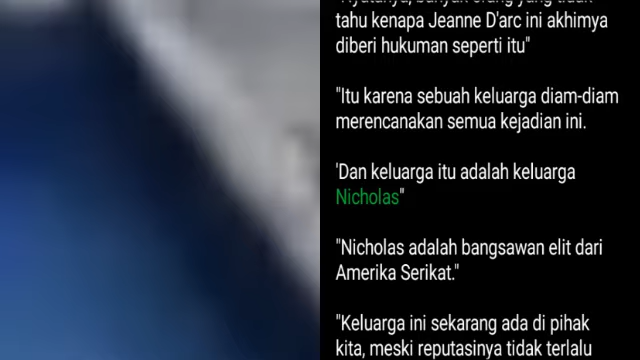 tahu kenapa Jeanne D'arc ini akhimya
diberi hukuman seperti itu"
"Itu karena sebuah keluarga diam-diam
merencanakan semua kejadian ini.
'Dan keluarga itu adalah keluarga
Nicholas"
"Nicholas adalah bangsawan elit dari
Amerika Serikat."
"Keluarga ini sekarang ada di pihak
kita, meski reputasinya tidak terlalu